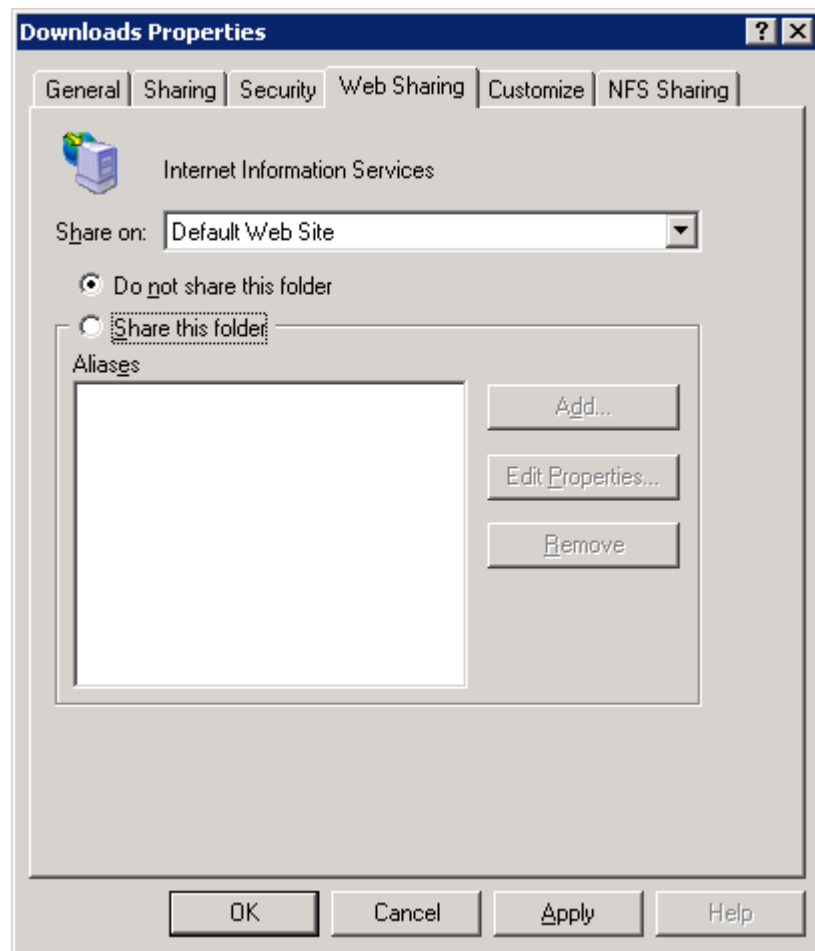 Downloads Properties
General Sharing Security Web Sharing Customize NFS Sharing
Internet Information Services
Share on: Default Web Site
Do not share this folder
Share this folder
Aliases
Add...
Edit Properties...
Remove
OK Cancel Apply Help